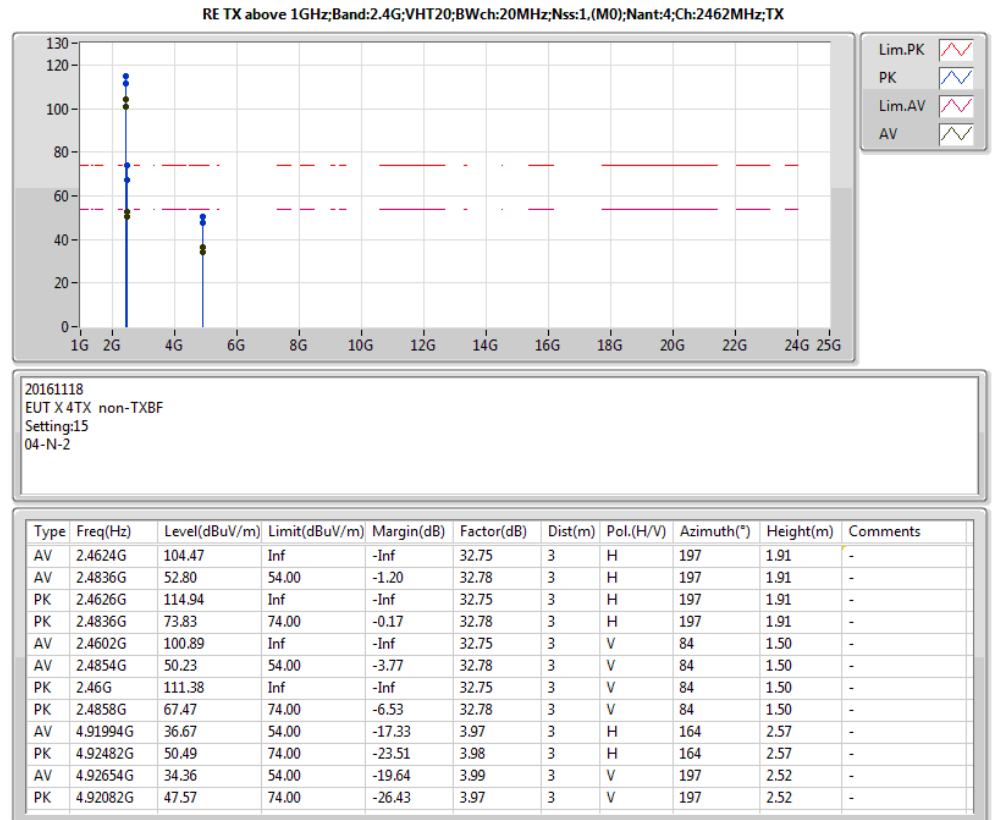 RE TX above 1GHz;Band:2.4G;VHT20;BWch:20MHz;Nss:1,(M0);Nant:4;Ch:2462MHz;TX
130
120
100
80
60
40
20
0
1G 2G 4G 6G 8G 10G 12G 14G 16G 18G 20G 22G 24G 25G
Lim.PK
PK
Lim.AV
AV
20161118
EUT X 4TX non-TXBF
Setting:15
04-N-2
Type Freq(Hz) Level(dBuV/m) Limit(dBuV/m) Margin(dB) Factor(dB) Dist(m) Pol.(H/V) Azimuth(°) Height(m) Comments
AV 2.4624G 104.47 Inf -Inf 32.75 3 H 197 1.91 -
AV 2.4836G 52.80 54.00 -1.20 32.78 3 H 197 1.91 -
PK 2.4626G 114.94 Inf -Inf 32.75 3 H 197 1.91 -
PK 2.4836G 73.83 74.00 -0.17 32.78 3 H 197 1.91 -
AV 2.4602G 100.89 Inf -Inf 32.75 3 V 84 1.50 -
AV 2.4854G 50.23 54.00 -3.77 32.78 3 V 84 1.50 -
PK 2.46G 111.38 Inf -Inf 32.75 3 V 84 1.50 -
PK 2.4858G 67.47 74.00 -6.53 32.78 3 V 84 1.50 -
AV 4.91994G 36.67 54.00 -17.33 3.97 3 H 164 2.57 -
PK 4.92482G 50.49 74.00 -23.51 3.98 3 H 164 2.57 -
AV 4.92654G 34.36 54.00 -19.64 3.99 3 V 197 2.52 -
PK 4.92082G 47.57 74.00 -26.43 3.97 3 V 197 2.52 -